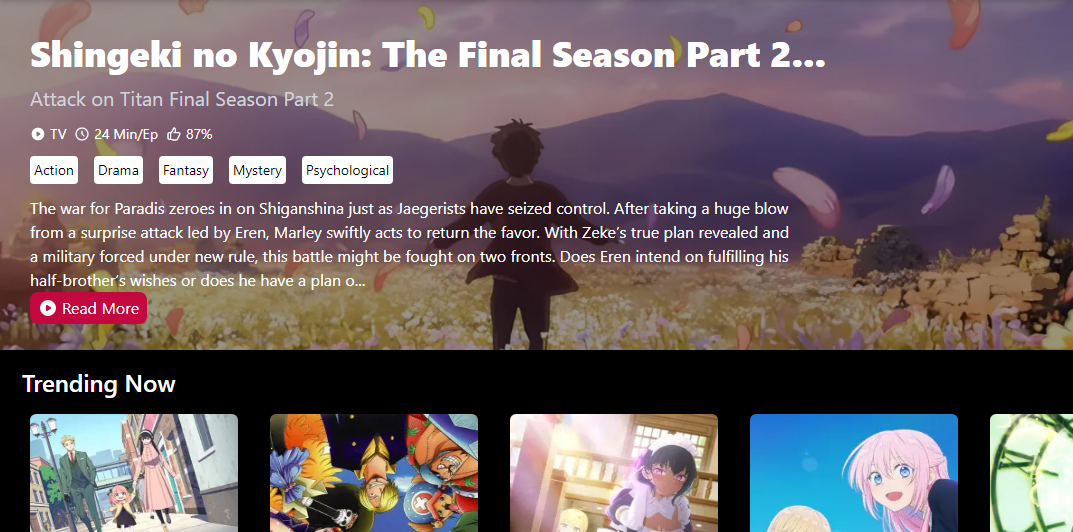 Shingeki no Kyojin: The Final Season Part 2...
Attack on Titan Final Season Part 2
TV 24 Min/Ep 87%
Action Drama Fantasy Mystery Psychological
The war for Paradis zeroes in on Shiganshina just as Jaegerists have seized control. After taking a huge blow
from a surprise attack led by Eren, Marley swiftly acts to return the favor. With Zeke’s true plan revealed and
a military forced under new rule, this battle might be fought on two fronts. Does Eren intend on fulfilling his
half-brother’s wishes or does he have a plan o...
Read More
Trending Now